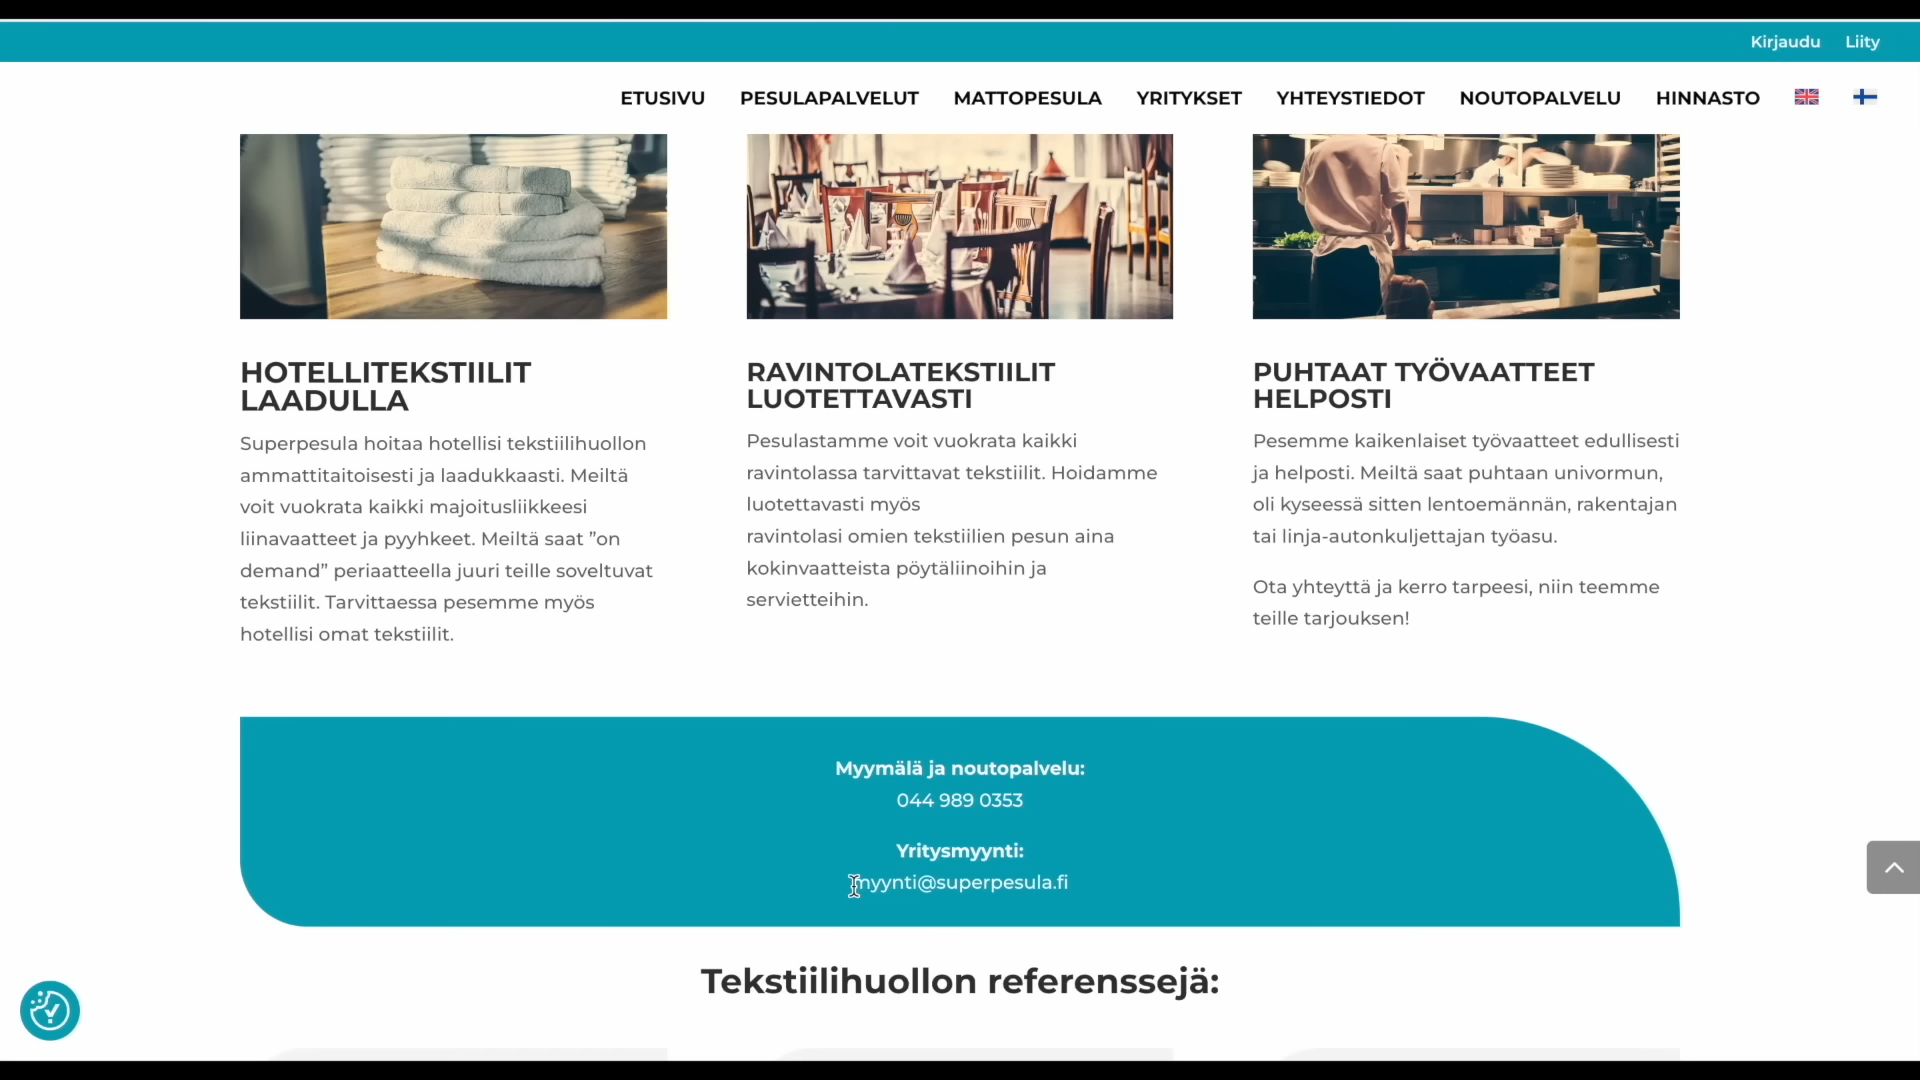 Kirjaudu Liity
ETUSIVU PESULAPALVELUT MATTOPESULA YRITYKSET YHTEYSTIEDOT NOUTOPALVELU HINNASTO
HOTELLITEKSTIILIT
LAADULLA
Superpesula hoitaa hotellisi tekstiilihuollon
ammattitaitoisesti ja laadukkaasti. Meiltä
voit vuokrata kaikki majoitusliikkeesi
liinavaatteet ja pyyhkeet. Meiltä saat ”on
demand” periaatteella juuri teille soveltuvat
tekstiilit. Tarvittaessa pesemme myös
hotellisi omat tekstiilit.
RAVINTOLATEKSTIILIT
LUOTETTAVASTI
Pesulastamme voit vuokrata kaikki
ravintolassa tarvittavat tekstiilit. Hoidamme
luotettavasti myös
ravintolasi omien tekstiilien pesun aina
kokinvaatteista pöytäliinoihin ja
servietteihin.
PUHTAAT TYÖVAATTEET
HELPOSTI
Pesemme kaikenlaiset työvaatteet edullisesti
ja helposti. Meiltä saat puhtaan univormun,
oli kyseessä sitten lentoemännän, rakentajan
tai linja-autonkuljettajan työasu.
Ota yhteyttä ja kerro tarpeesi, niin teemme
teille tarjouksen!
Myymälä ja noutopalvelu:
044 989 0353
Yritysmyynti:
myynti@superpesula.fi
Tekstiilihuollon referenssejä: